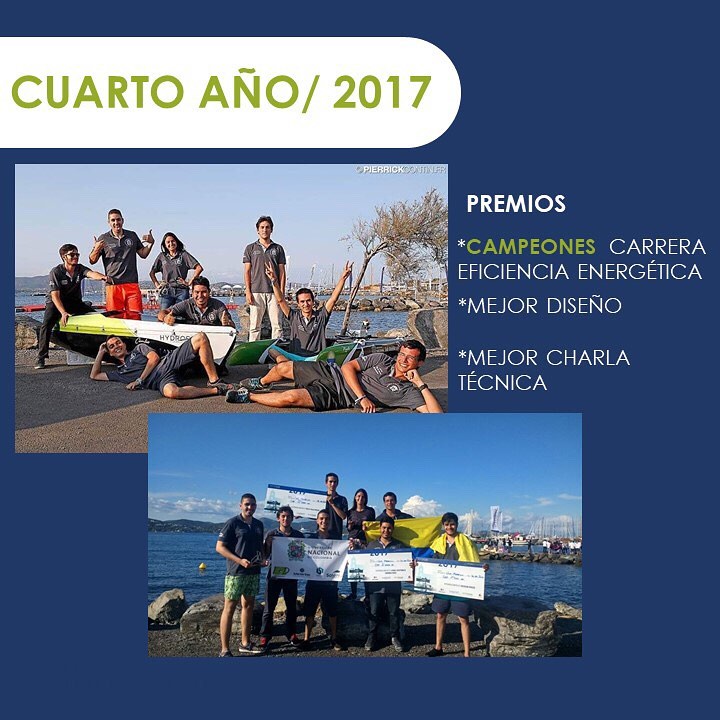 CUARTO AÑO/ 2017
© PIERRICKCONTIN.FR
PREMIOS
*CAMPEONES CARRERA
EFICIENCIA ENERGÉTICA
*MEJOR DISEÑO
*MEJOR CHARLA
TÉCNICA
HYDROS
2017
NACIONAL
2017
2017